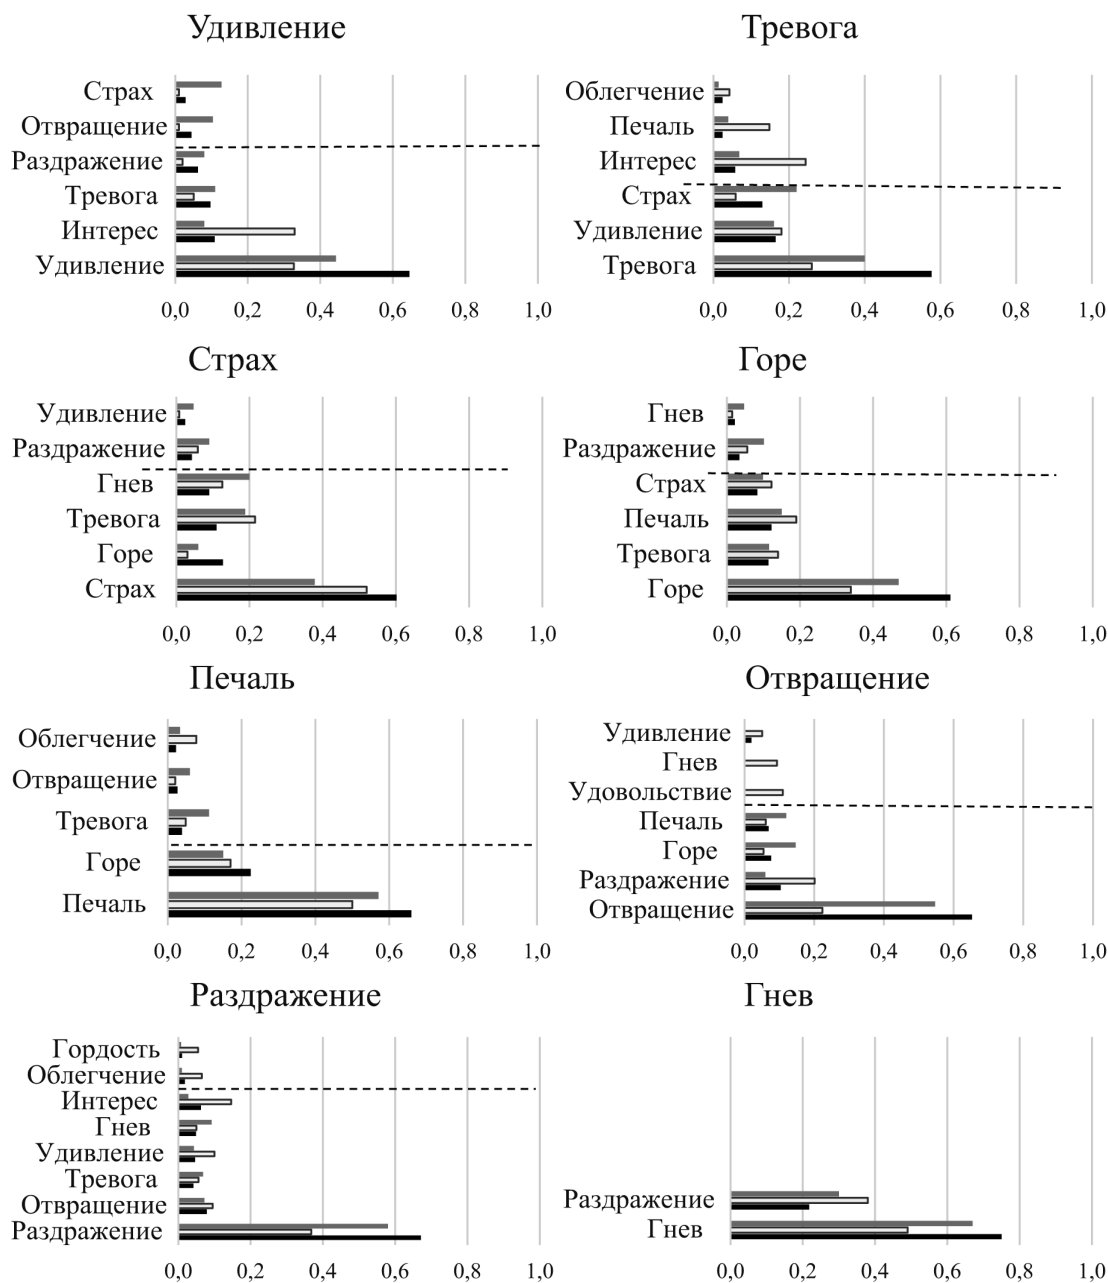 Удивление
Страх
Отвращение
Раздражение
Тревога
Интерес
Удивление
0,0 0,2 0,4 0,6 0,8 1,0
Тревога
Облегчение
Печаль
Интерес
Страх
Удивление
Тревога
0,0 0,2 0,4 0,6 0,8 1,0
Страх
Удивление
Раздражение
Гнев
Тревога
Горе
Страх
0,0 0,2 0,4 0,6 0,8 1,0
Горе
Гнев
Раздражение
Страх
Печаль
Тревога
Горе
0,0 0,2 0,4 0,6 0,8 1,0
Печаль
Облегчение
Отвращение
Тревога
Горе
Печаль
0,0 0,2 0,4 0,6 0,8 1,0
Отвращение
Удивление
Гнев
Удовольствие
Печаль
Горе
Раздражение
Отвращение
0,0 0,2 0,4 0,6 0,8 1,0
Раздражение
Гордость
Облегчение
Интерес
Гнев
Удивление
Тревога
Отвращение
Раздражение
0,0 0,2 0,4 0,6 0,8 1,0
Гнев
Раздражение
Гнев
0,0 0,2 0,4 0,6 0,8 1,0